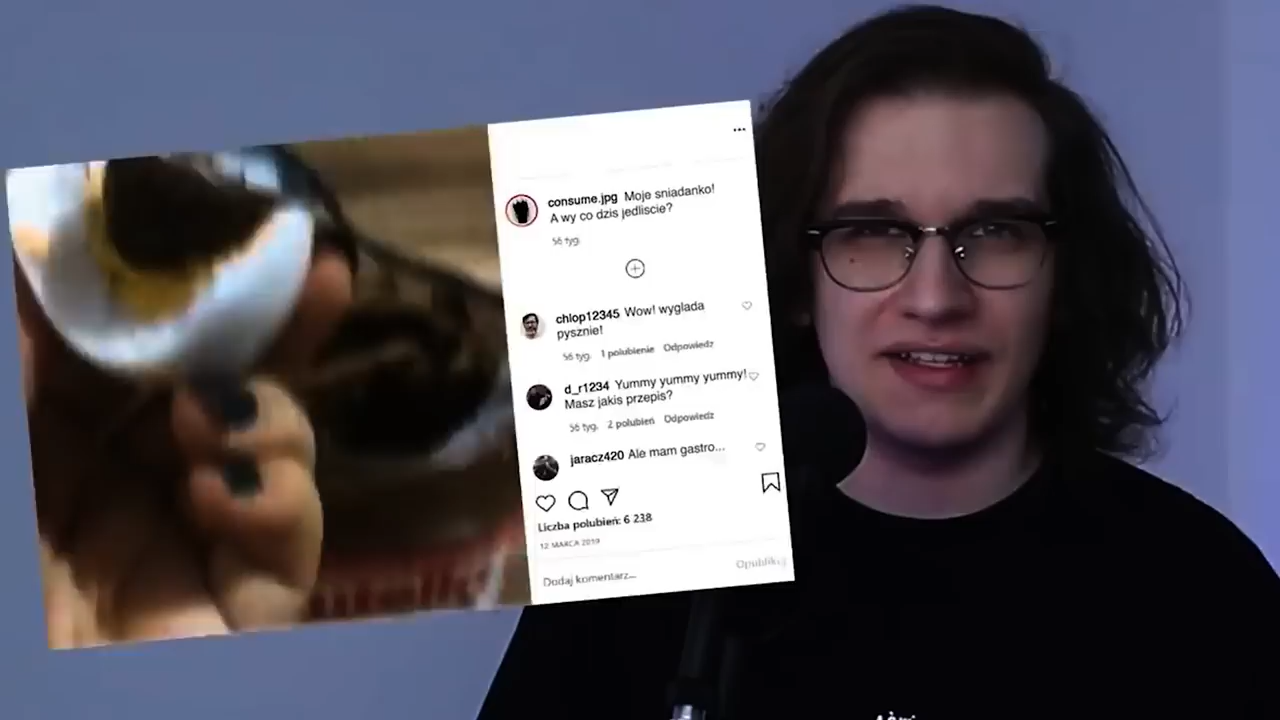 consume.jpg Moje sniadanko!
A wy co dzis jedliscie?
56 tyg.
chlop12345 Wow! wyglada
pysznie!
56 tyg. 1 polubienie Odpowiedz
d_r1234 Yummy yummy yummy!
Masz jakis przepis?
56 tyg. 2 polubień Odpowiedz
jaracz420 Ale mam gastro...
Liczba polubień: 6 238
12 MARCA 2019
Dodaj komentarz...
Opublikuj